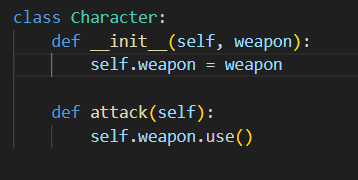 class Character:
    def __init__(self, weapon):
        self.weapon = weapon

    def attack(self):
        self.weapon.use()